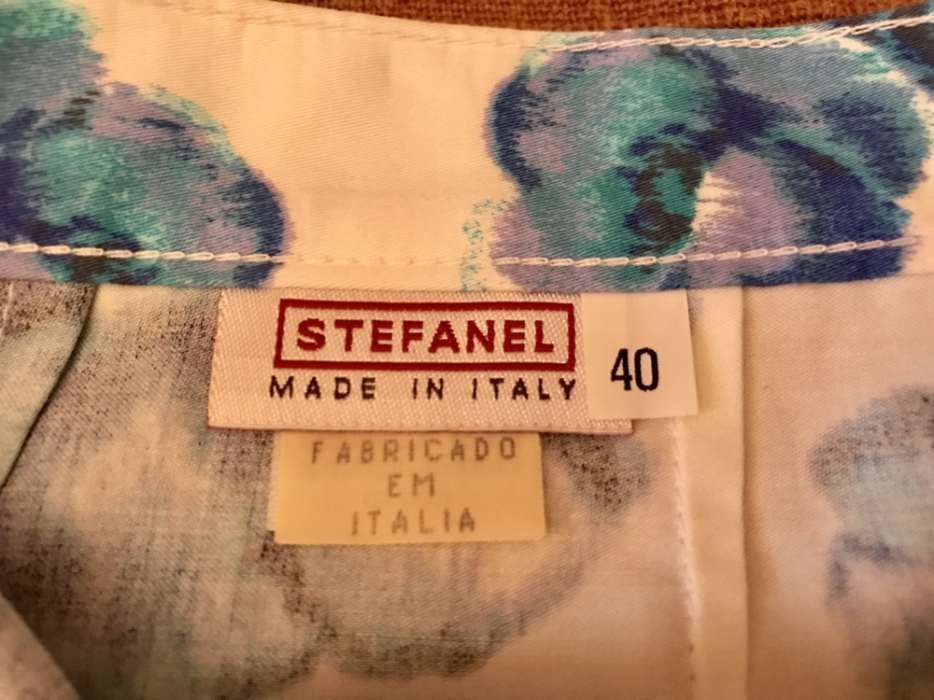 STEFANEL
MADE IN ITALY
40
FABRICADO
EM
ITALIA